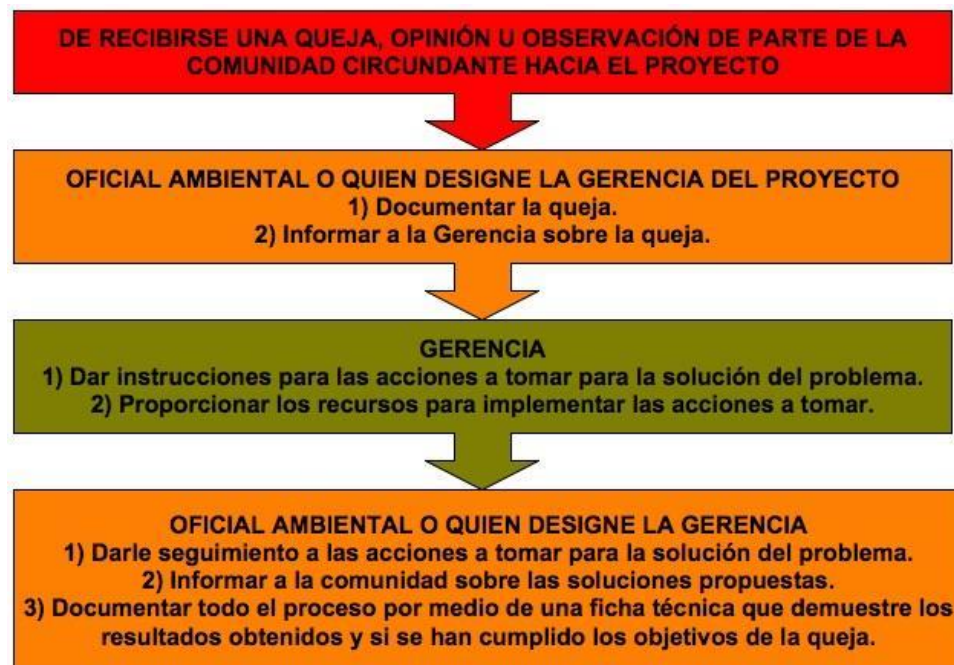 DE RECIBIRSE UNA QUEJA, OPINIÓN U OBSERVACIÓN DE PARTE DE LA
COMUNIDAD CIRCUNDANTE HACIA EL PROYECTO
OFICIAL AMBIENTAL O QUIEN DESIGNE LA GERENCIA DEL PROYECTO
1) Documentar la queja.
2) Informar a la Gerencia sobre la queja.
GERENCIA
1) Dar instrucciones para las acciones a tomar para la solución del problema.
2) Proporcionar los recursos para implementar las acciones a tomar.
OFICIAL AMBIENTAL O QUIEN DESIGNE LA GERENCIA
1) Darle seguimiento a las acciones a tomar para la solución del problema.
2) Informar a la comunidad sobre las soluciones propuestas.
3) Documentar todo el proceso por medio de una ficha técnica que demuestre los
resultados obtenidos y si se han cumplido los objetivos de la queja.